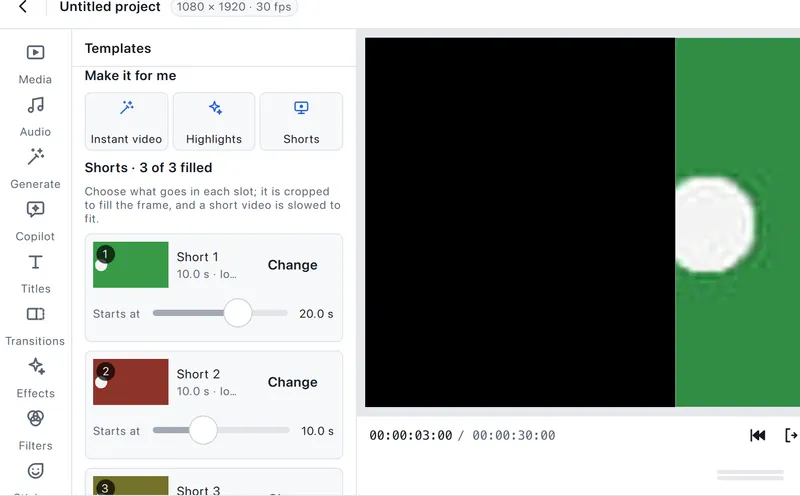 Untitled project
1080 × 1920 · 30 fps
Templates
Make it for me
Instant video
Highlights
Shorts
Shorts · 3 of 3 filled
Choose what goes in each slot; it is cropped
to fill the frame, and a short video is slowed to
fit.
1
Short 1
10.0 s · lo…
Change
Starts at
20.0 s
2
Short 2
10.0 s · lo…
Change
Starts at
10.0 s
3
Short 3
Media
Audio
Generate
Copilot
Titles
Transitions
Effects
Filters
00:00:03:00 / 00:00:30:00